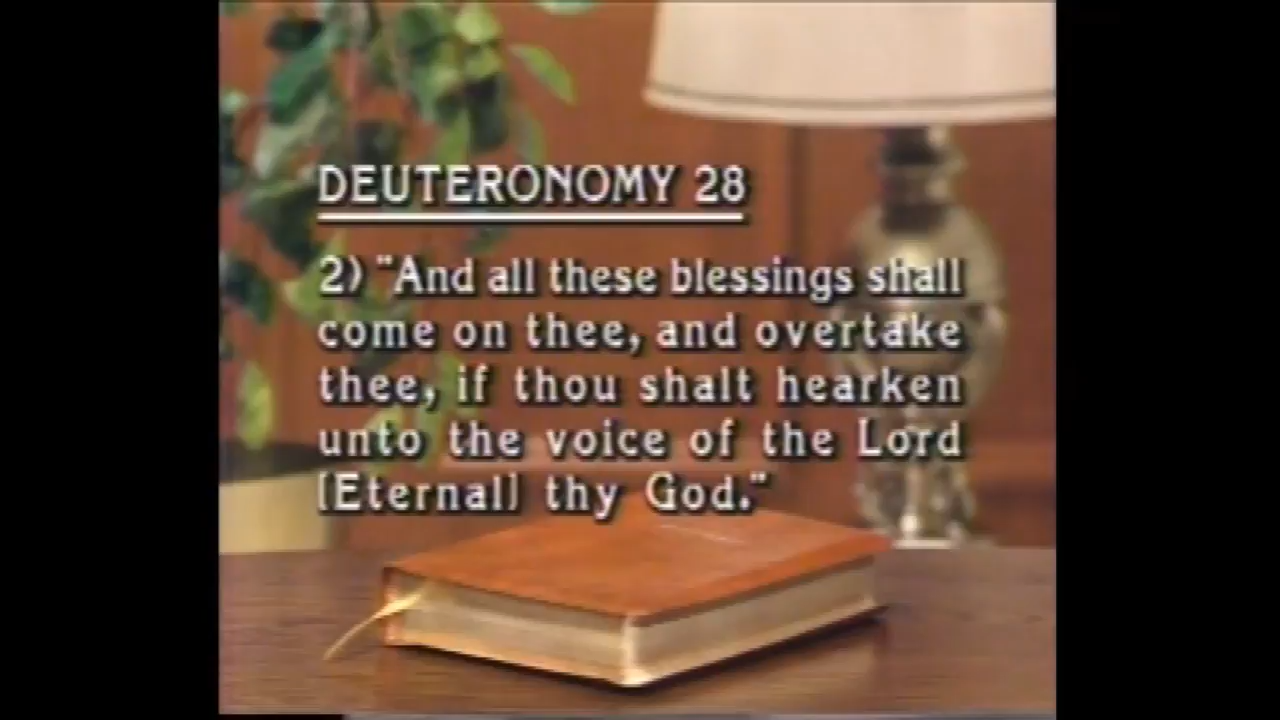 DEUTERONOMY 28
2) "And all these blessings shall
come on thee, and overtake
thee, if thou shalt hearken
unto the voice of the Lord
[Eternal] thy God."